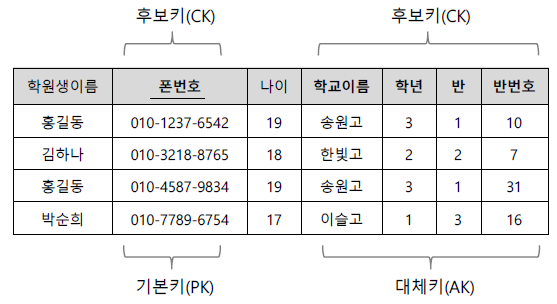 후보키(CK) 후보키(CK)
학원생이름 폰번호 나이 학교이름 학년 반 반번호
홍길동 010-1237-6542 19 송원고 3 1 10
김하나 010-3218-8765 18 한빛고 2 2 7
홍길동 010-4587-9834 19 송원고 3 1 31
박순희 010-7789-6754 17 이슬고 1 3 16
기본키(PK) 대체키(AK)